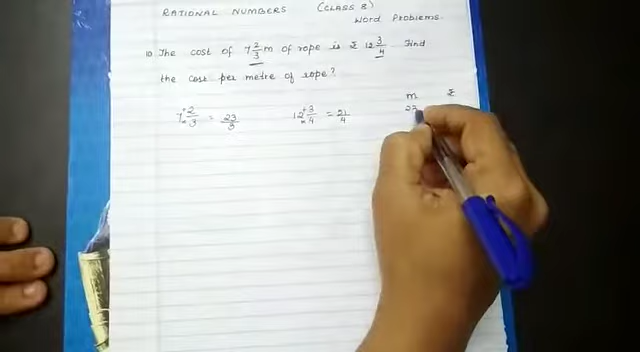 RATIONAL NUMBERS (CLASS 8)
Word Problems
10. The cost of 7 2/3 m of rope is ₹ 12 3/4 Find
the cost per metre of rope?
m ₹
7 + 2/3 = 23/3 12 + 3/4 = 51/4 23